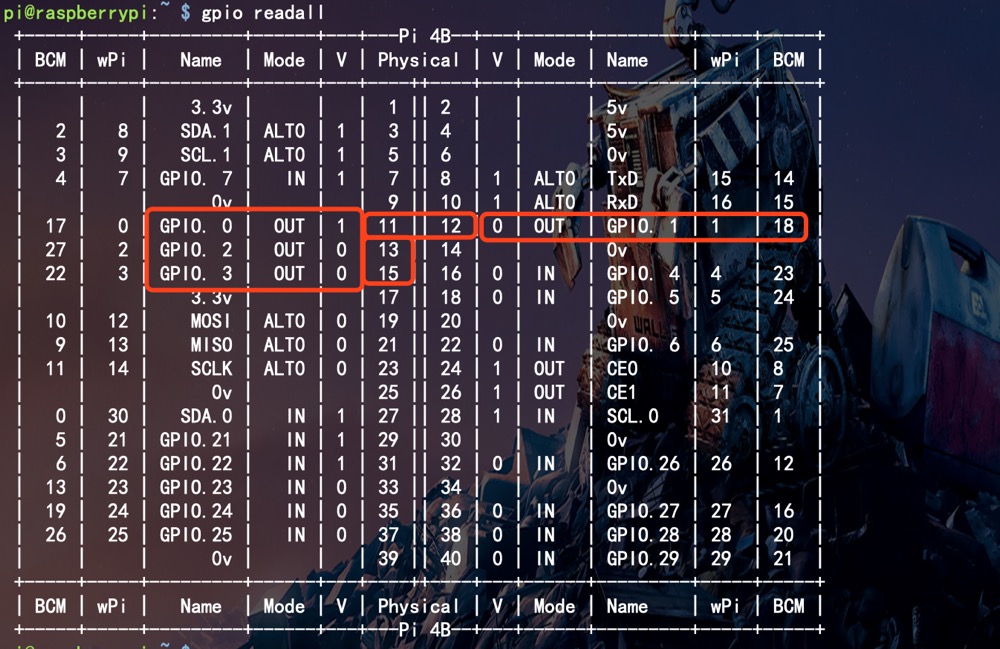 pi@raspberrypi:~ $ gpio readall
+-----+-----+---------+------+---+---Pi 4B--+---+------+---------+-----+-----+
| BCM | wPi | Name | Mode | V | Physical | V | Mode | Name | wPi | BCM |
+-----+-----+---------+------+---+----++----+---+------+---------+-----+-----+
| | | 3.3v | | | 1 || 2 | | | 5v | | |
| 2 | 8 | SDA.1 | ALT0 | 1 | 3 || 4 | | | 5v | | |
| 3 | 9 | SCL.1 | ALT0 | 1 | 5 || 6 | | | 0v | | |
| 4 | 7 | GPIO. 7 | IN | 1 | 7 || 8 | 1 | ALT0 | TxD | 15 | 14 |
| | | 0v | | | 9 || 10 | 1 | ALT0 | RxD | 16 | 15 |
| 17 | 0 | GPIO. 0 | OUT | 1 | 11 || 12 | 0 | OUT | GPIO. 1 | 1 | 18 |
| 27 | 2 | GPIO. 2 | OUT | 0 | 13 || 14 | | | 0v | | |
| 22 | 3 | GPIO. 3 | OUT | 0 | 15 || 16 | 0 | IN | GPIO. 4 | 4 | 23 |
| | | 3.3v | | | 17 || 18 | 0 | IN | GPIO. 5 | 5 | 24 |
| 10 | 12 | MOSI | ALT0 | 0 | 19 || 20 | | | 0v | | |
| 9 | 13 | MISO | ALT0 | 0 | 21 || 22 | 0 | IN | GPIO. 6 | 6 | 25 |
| 11 | 14 | SCLK | ALT0 | 0 | 23 || 24 | 1 | OUT | CE0 | 10 | 8 |
| | | 0v | | | 25 || 26 | 1 | OUT | CE1 | 11 | 7 |
| 0 | 30 | SDA.0 | IN | 1 | 27 || 28 | 1 | IN | SCL.0 | 31 | 1 |
| 5 | 21 | GPIO.21 | IN | 1 | 29 || 30 | | | 0v | | |
| 6 | 22 | GPIO.22 | IN | 1 | 31 || 32 | 0 | IN | GPIO.26 | 26 | 12 |
| 13 | 23 | GPIO.23 | IN | 0 | 33 || 34 | | | 0v | | |
| 19 | 24 | GPIO.24 | IN | 0 | 35 || 36 | 0 | IN | GPIO.27 | 27 | 16 |
| 26 | 25 | GPIO.25 | IN | 0 | 37 || 38 | 0 | IN | GPIO.28 | 28 | 20 |
| | | 0v | | | 39 || 40 | 0 | IN | GPIO.29 | 29 | 21 |
+-----+-----+---------+------+---+----++----+---+------+---------+-----+-----+
| BCM | wPi | Name | Mode | V | Physical | V | Mode | Name | wPi | BCM |
+-----+-----+---------+------+---+---Pi 4B--+---+------+---------+-----+-----+
pi@raspberrypi:~ $
WALL